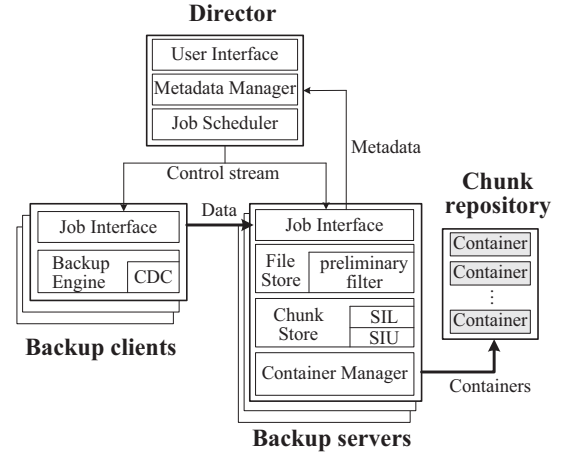 Director
User Interface
Metadata Manager
Job Scheduler
Metadata
Control stream
Data
Job Interface
Backup
Engine
CDC
Backup clients
Job Interface
File
Store
preliminary
filter
Chunk
Store
SIL
SIU
Container Manager
Backup servers
Containers
Chunk
repository
Container
Container
⋮
Container